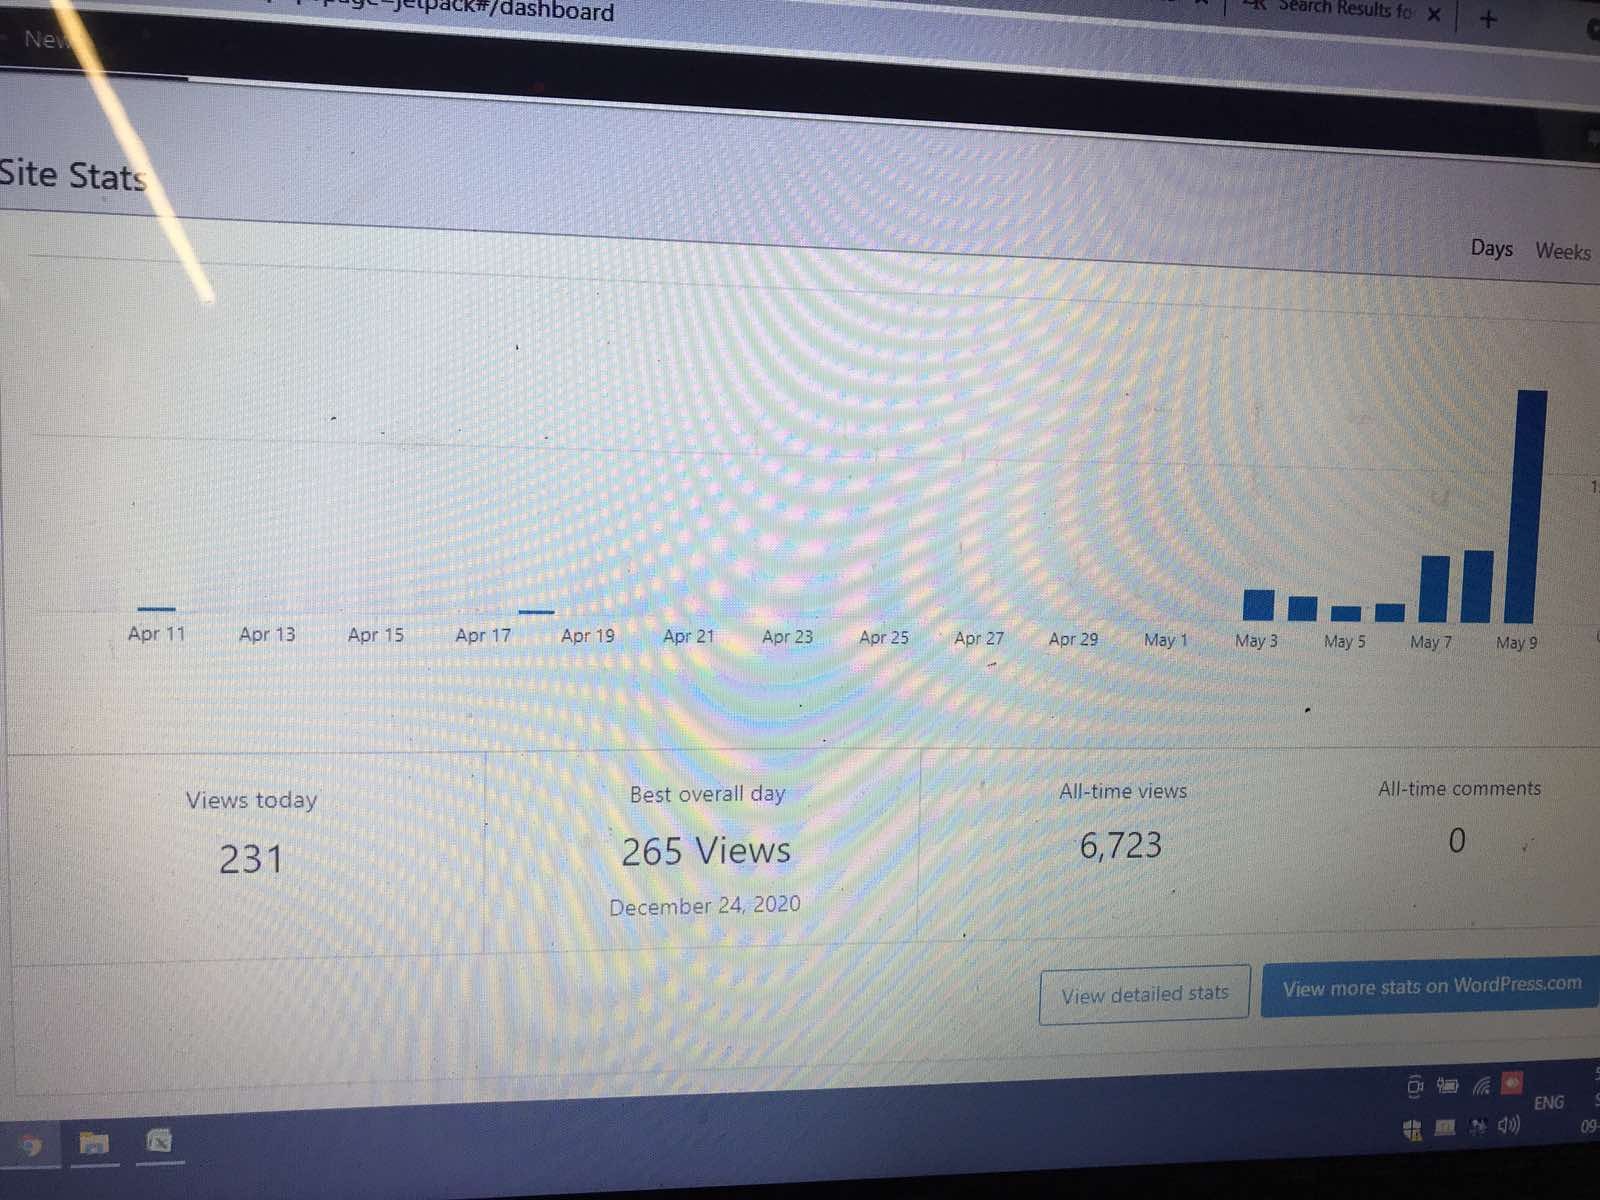 =jetpack#/dashboard
Search Results fo
New
Site Stats
Days Weeks
Apr 11 Apr 13 Apr 15 Apr 17 Apr 19 Apr 21 Apr 23 Apr 25 Apr 27 Apr 29 May 1 May 3 May 5 May 7 May 9
Views today
231
Best overall day
265 Views
December 24, 2020
All-time views
6,723
All-time comments
0
View detailed stats
View more stats on WordPress.com
ENG
09-